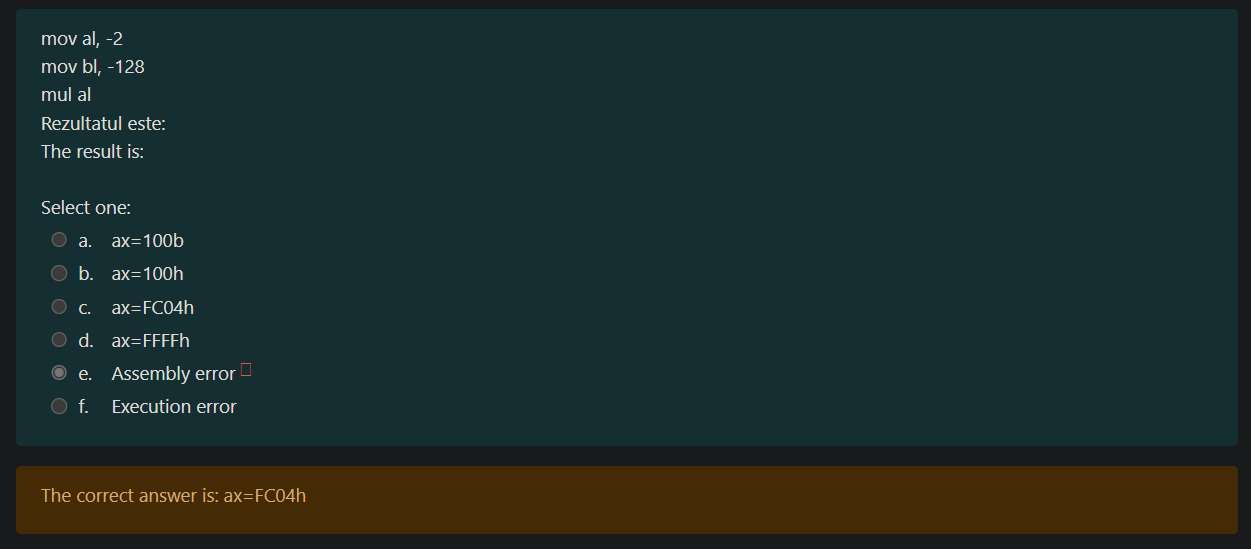 mov al, -2
mov bl, -128
mul al
Rezultatul este:
The result is:
Select one:
a. ax=100b
b. ax=100h
c. ax=FC04h
d. ax=FFFFh
e. Assembly error
f. Execution error
The correct answer is: ax=FC04h